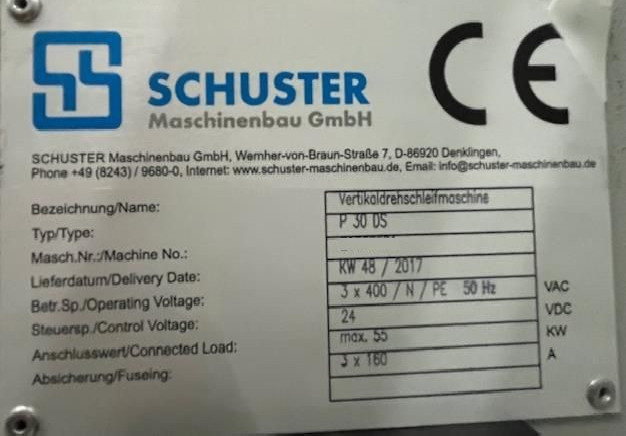 SCHUSTER
Maschinenbau GmbH
CE
SCHUSTER Maschinenbau GmbH, Wernher-von-Braun-Straße 7, D-86920 Denklingen,
Phone +49 (8243) / 9680-0, Internet: www.schuster-maschinenbau.de, Email: info@schuster-maschinenbau.de
Bezeichnung/Name: Vertikaldrehschleifmaschine
Typ/Type: P 30 DS
Masch.Nr.:/Machine No.:
Lieferdatum/Delivery Date: KW 48 / 2017
Betr.Sp./Operating Voltage: 3 x 400 / N / PE 50 Hz VAC
Steuersp./Control Voltage: 24 VDC
Anschlusswert/Connected Load: max. 55 KW
Absicherung/Fuseing: 3 x 160 A